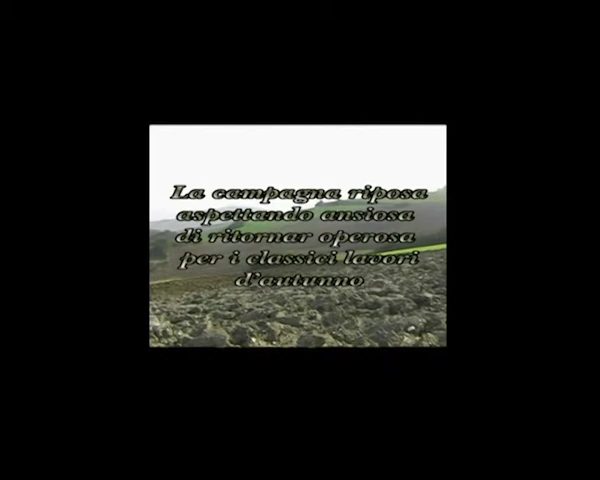 La campagna riposa
aspettando ansiosa
di ritornar operosa
per i classici lavori
d'autunno